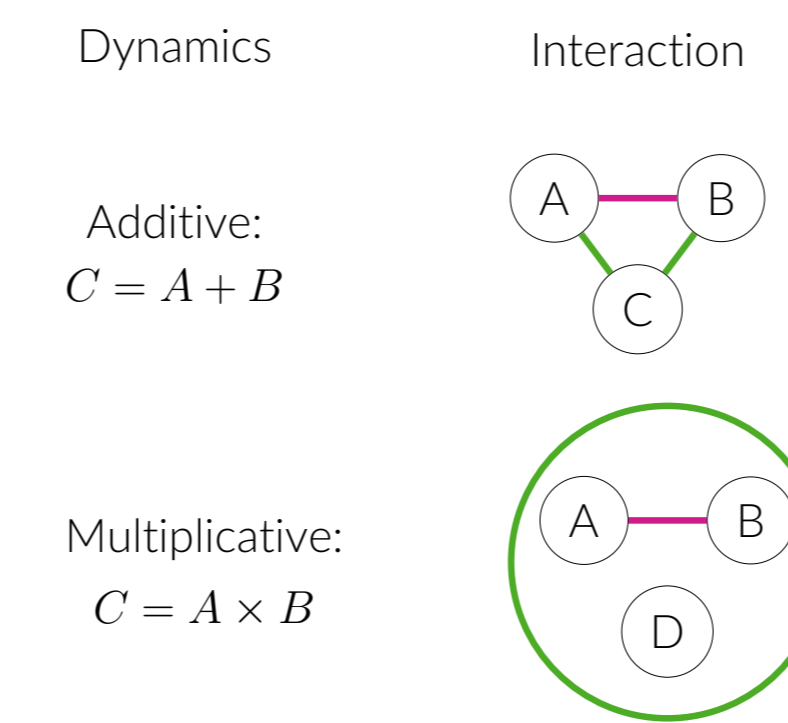 Dynamics
Interaction
Additive:
C = A + B
A
B
C
Multiplicative:
C = A × B
A
B
D